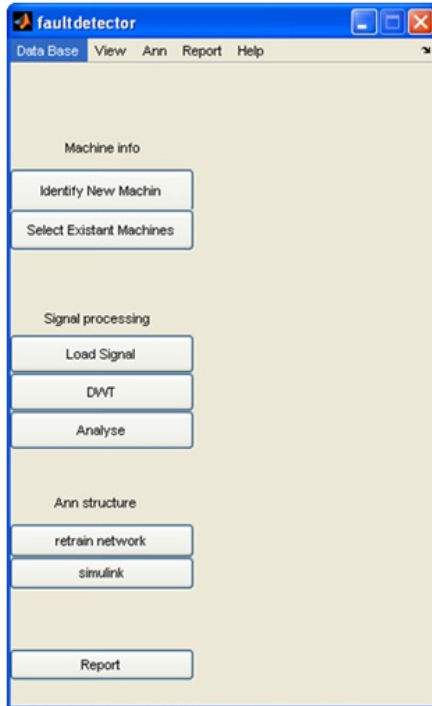 faultdetector
Data Base View Ann Report Help
Machine info
Identify New Machin
Select Existant Machines
Signal processing
Load Signal
DWT
Analyse
Ann structure
retrain network
simulink
Report